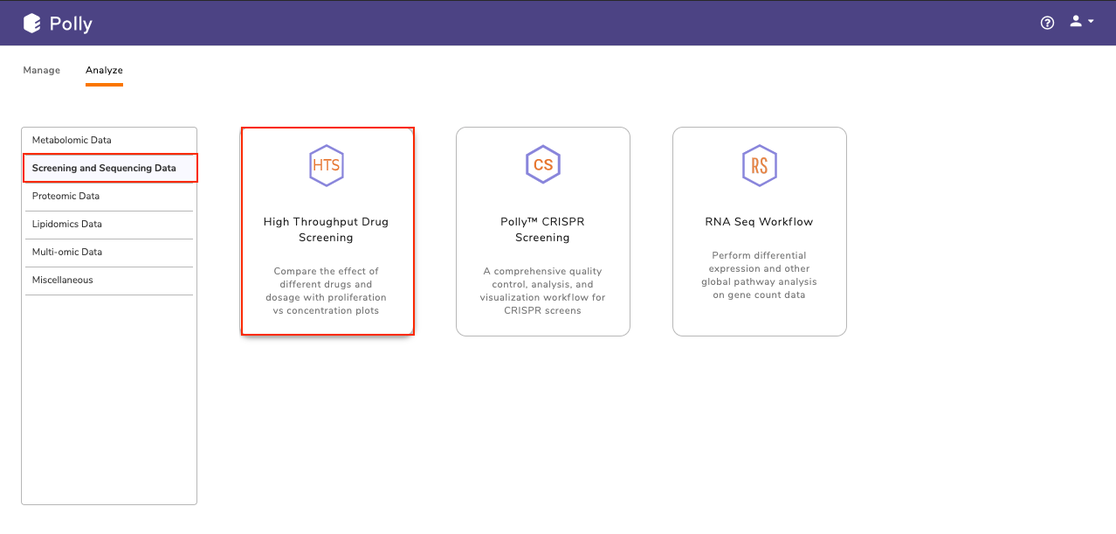 Polly
Manage
Analyze
Metabolomic Data
Screening and Sequencing Data
Proteomic Data
Lipidomics Data
Multi-omic Data
Miscellaneous
HTS
High Throughput Drug
Screening
Compare the effect of
different drugs and
dosage with proliferation
vs concentration plots
CS
Polly™ CRISPR
Screening
A comprehensive quality
control, analysis, and
visualization workflow for
CRISPR screens
RS
RNA Seq Workflow
Perform differential
expression and other
global pathway analysis
on gene count data